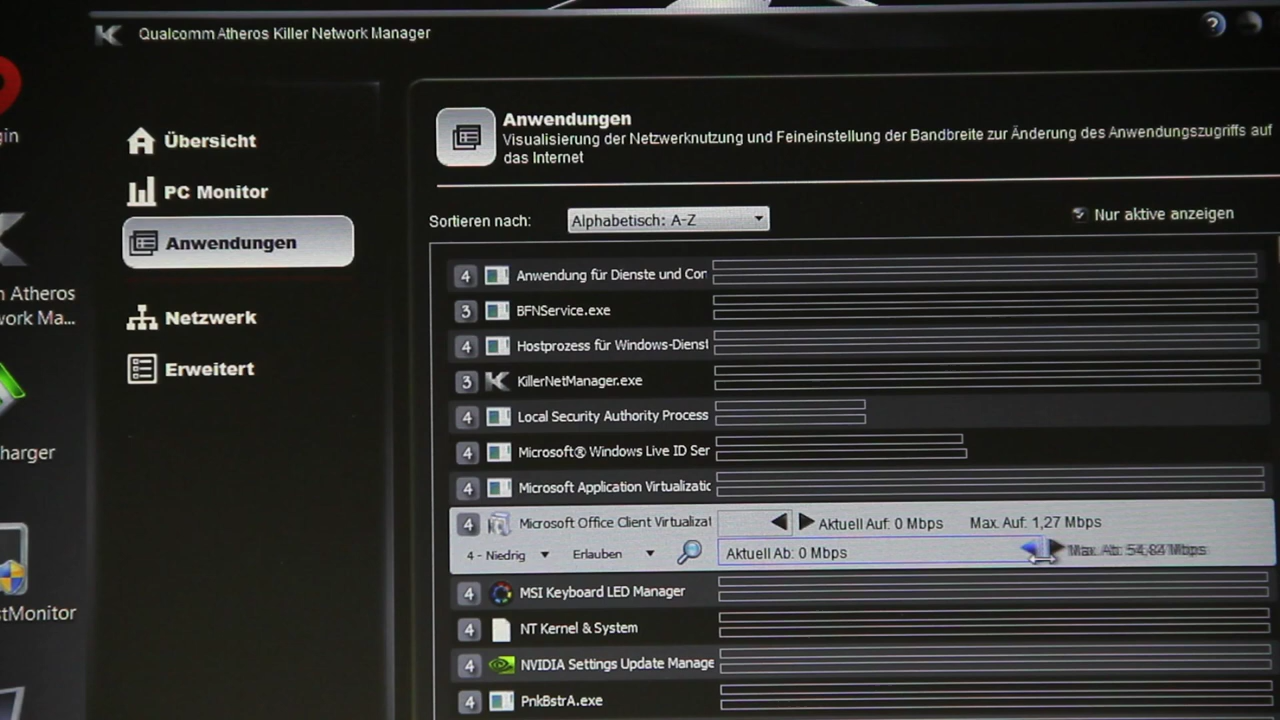 Qualcomm Atheros Killer Network Manager
?
gin
Übersicht
PC Monitor
Anwendungen
Netzwerk
Erweitert
Atheros
work Ma...
harger
stMonitor
Anwendungen
Visualisierung der Netzwerknutzung und Feineinstellung der Bandbreite zur Änderung des Anwendungszugriffs auf
das Internet
Sortieren nach: Alphabetisch: A-Z Nur aktive anzeigen
4 Anwendung für Dienste und Con
3 BFNService.exe
4 Hostprozess für Windows-Dienst
3 KillerNetManager.exe
4 Local Security Authority Process
4 Microsoft® Windows Live ID Ser
4 Microsoft Application Virtualizatic
4 Microsoft Office Client Virtualizat Aktuell Auf: 0 Mbps Max. Auf: 1,27 Mbps
4 - Niedrig Erlauben Aktuell Ab: 0 Mbps Max. Ab: 54,84 Mbps
4 MSI Keyboard LED Manager
4 NT Kernel & System
4 NVIDIA Settings Update Manage
4 PnkBstrA.exe